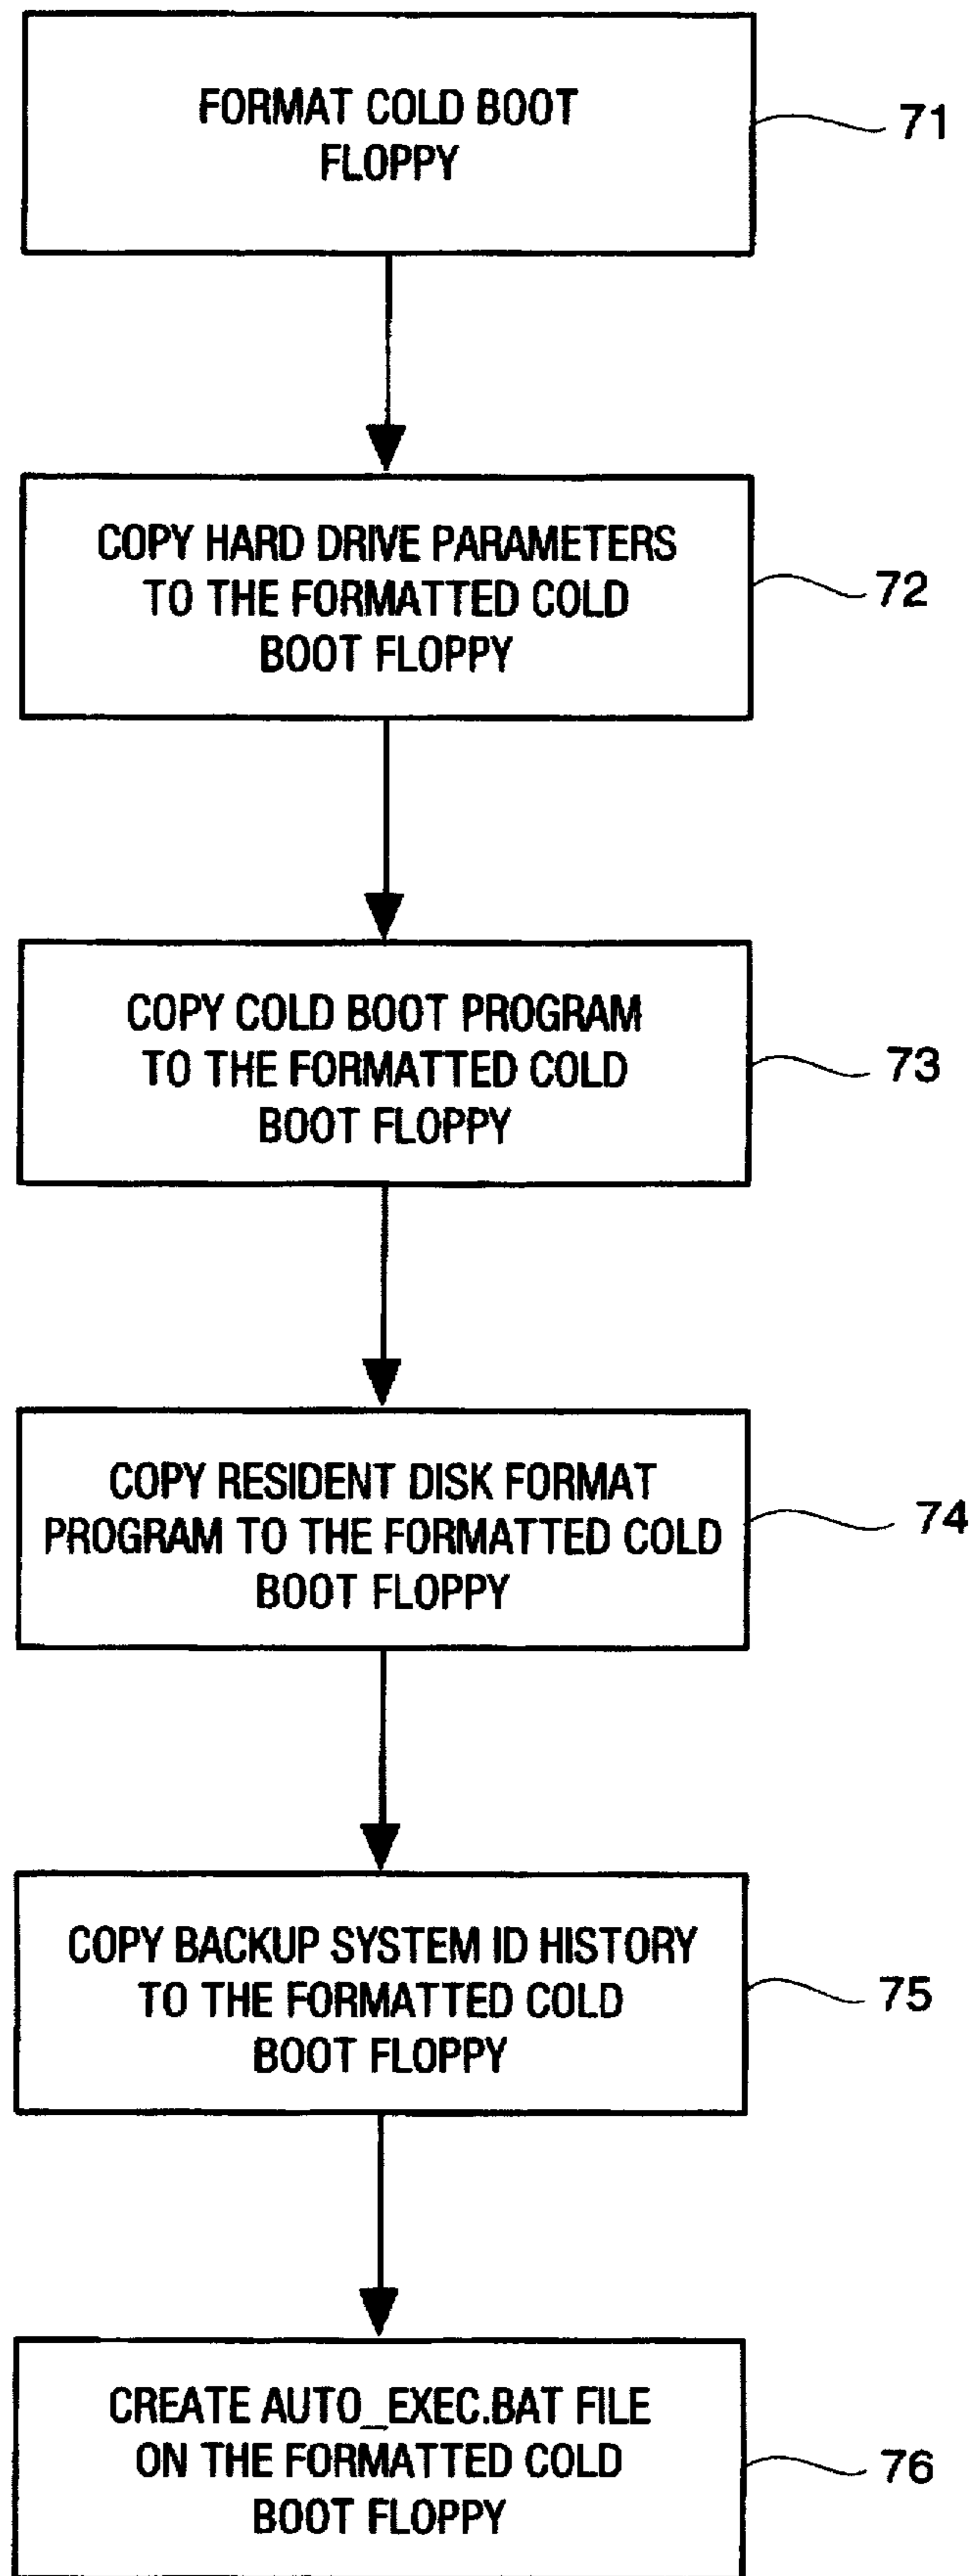 FORMAT COLD BOOT
FLOPPY
71
COPY HARD DRIVE PARAMETERS
TO THE FORMATTED COLD
BOOT FLOPPY
72
COPY COLD BOOT PROGRAM
TO THE FORMATTED COLD
BOOT FLOPPY
73
COPY RESIDENT DISK FORMAT
PROGRAM TO THE FORMATTED COLD
BOOT FLOPPY
74
COPY BACKUP SYSTEM ID HISTORY
TO THE FORMATTED COLD
BOOT FLOPPY
75
CREATE AUTO_EXEC.BAT FILE
ON THE FORMATTED COLD
BOOT FLOPPY
76